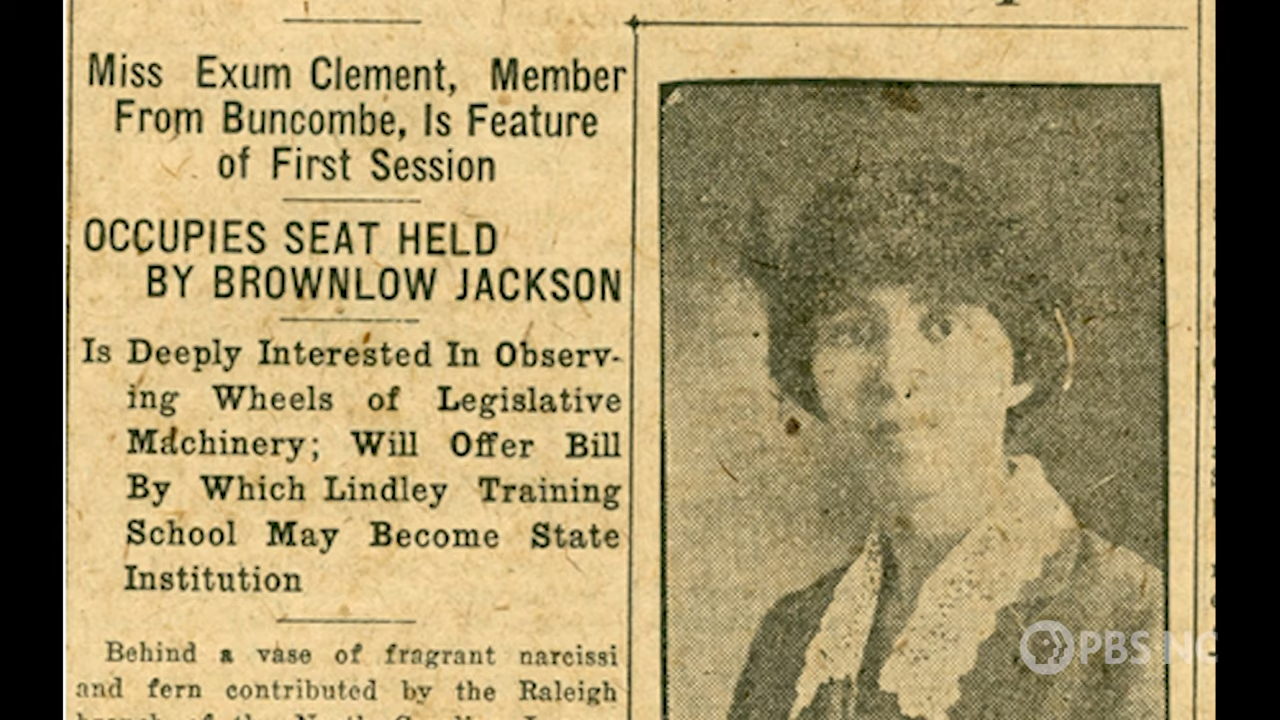 Miss Exum Clement, Member
From Buncombe, Is Feature
of First Session
OCCUPIES SEAT HELD
BY BROWNLOW JACKSON
Is Deeply Interested In Observ-
ing Wheels of Legislative
Machinery; Will Offer Bill
By Which Lindley Training
School May Become State
Institution
Behind a vase of fragrant narcissi
and fern contributed by the Raleigh
PBS NC